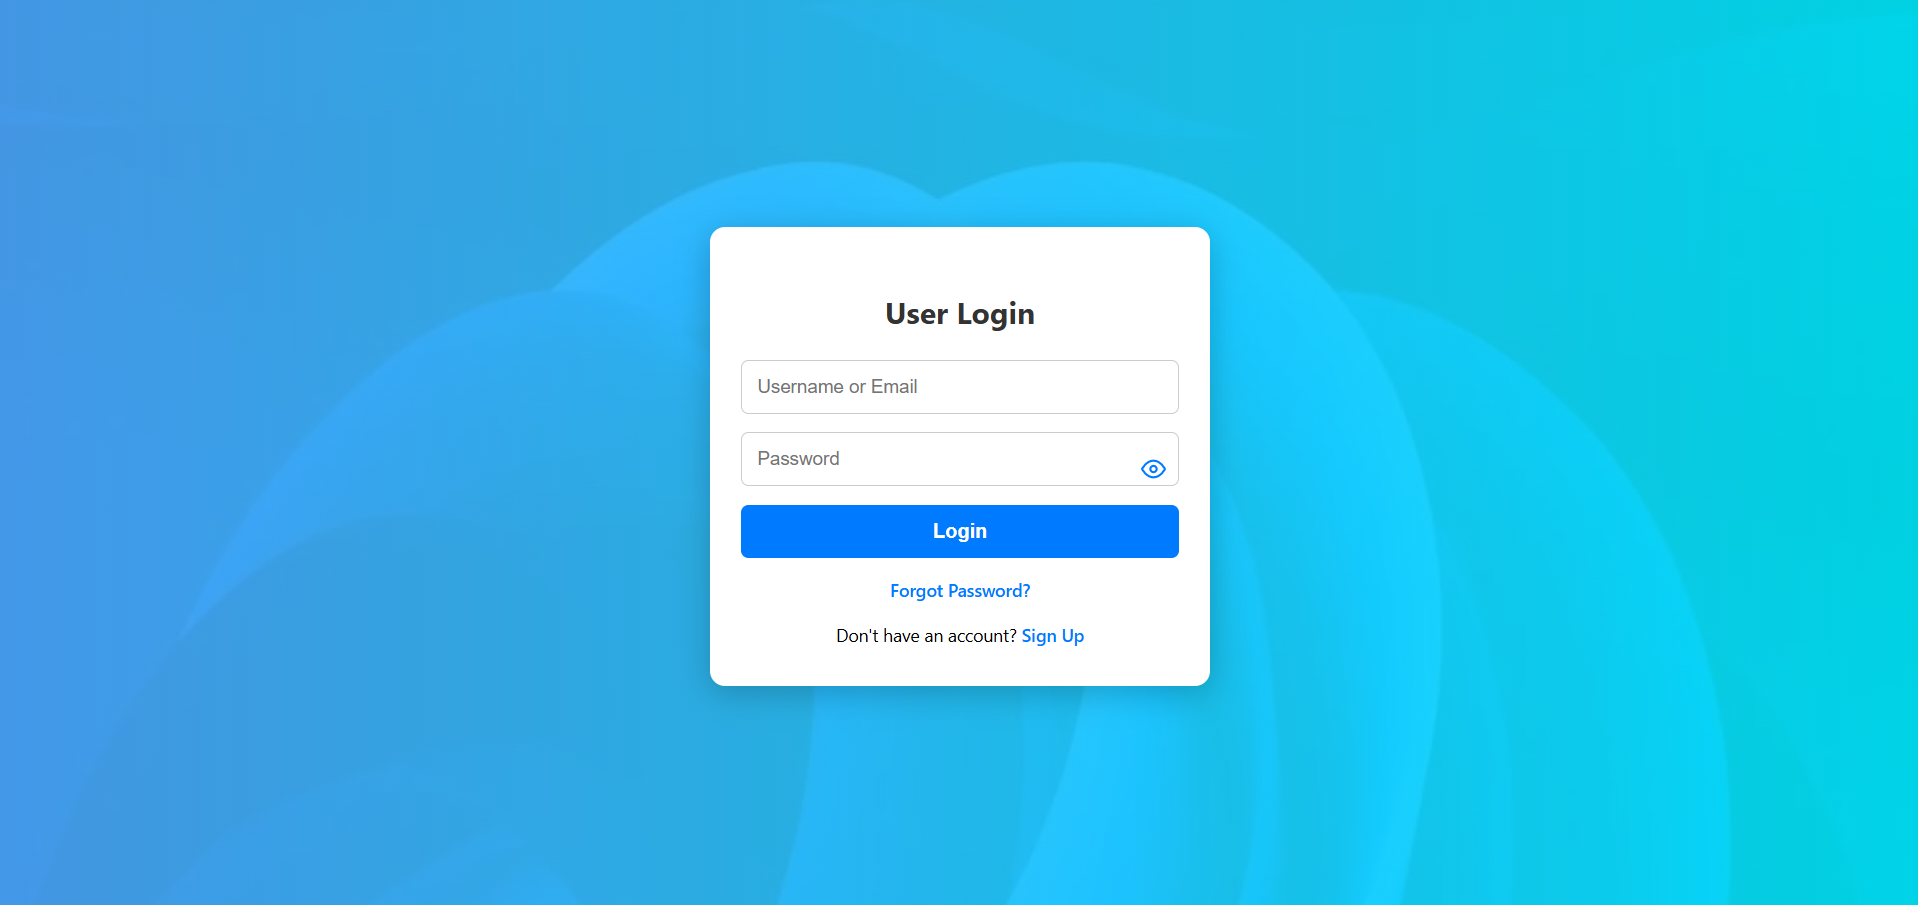 User Login
Username or Email
Password
Login
Forgot Password?
Don't have an account? Sign Up